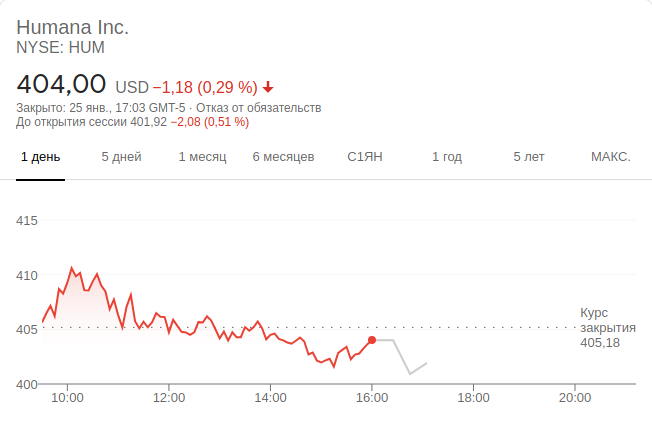 Humana Inc.
NYSE: HUM
404,00 USD −1,18 (0,29 %)
Закрыто: 25 янв., 17:03 GMT-5 · Отказ от обязательств
До открытия сессии 401,92 −2,08 (0,51 %)
1 день 5 дней 1 месяц 6 месяцев С1ЯН 1 год 5 лет МАКС.
415
410
405
400
Курс
закрытия
405,18
10:00 12:00 14:00 16:00 18:00 20:00